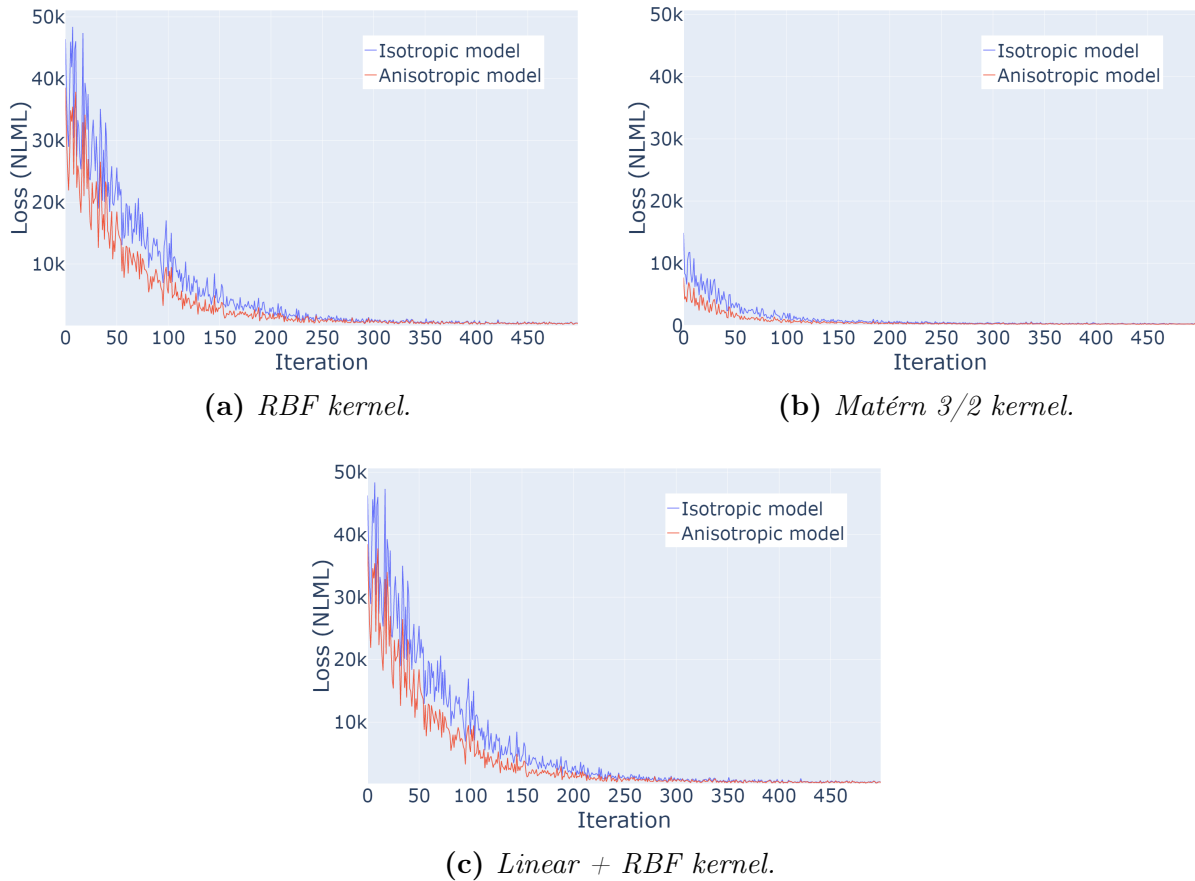 50k
40k
30k
20k
10k
Loss (NLML)
Isotropic model
Anisotropic model
0 50 100 150 200 250 300 350 400 450
Iteration
(a) RBF kernel.
50k
40k
30k
20k
10k
0
Loss (NLML)
Isotropic model
Anisotropic model
0 50 100 150 200 250 300 350 400 450
Iteration
(b) Matérn 3/2 kernel.
50k
40k
30k
20k
10k
Loss (NLML)
Isotropic model
Anisotropic model
0 50 100 150 200 250 300 350 400 450
Iteration
(c) Linear + RBF kernel.